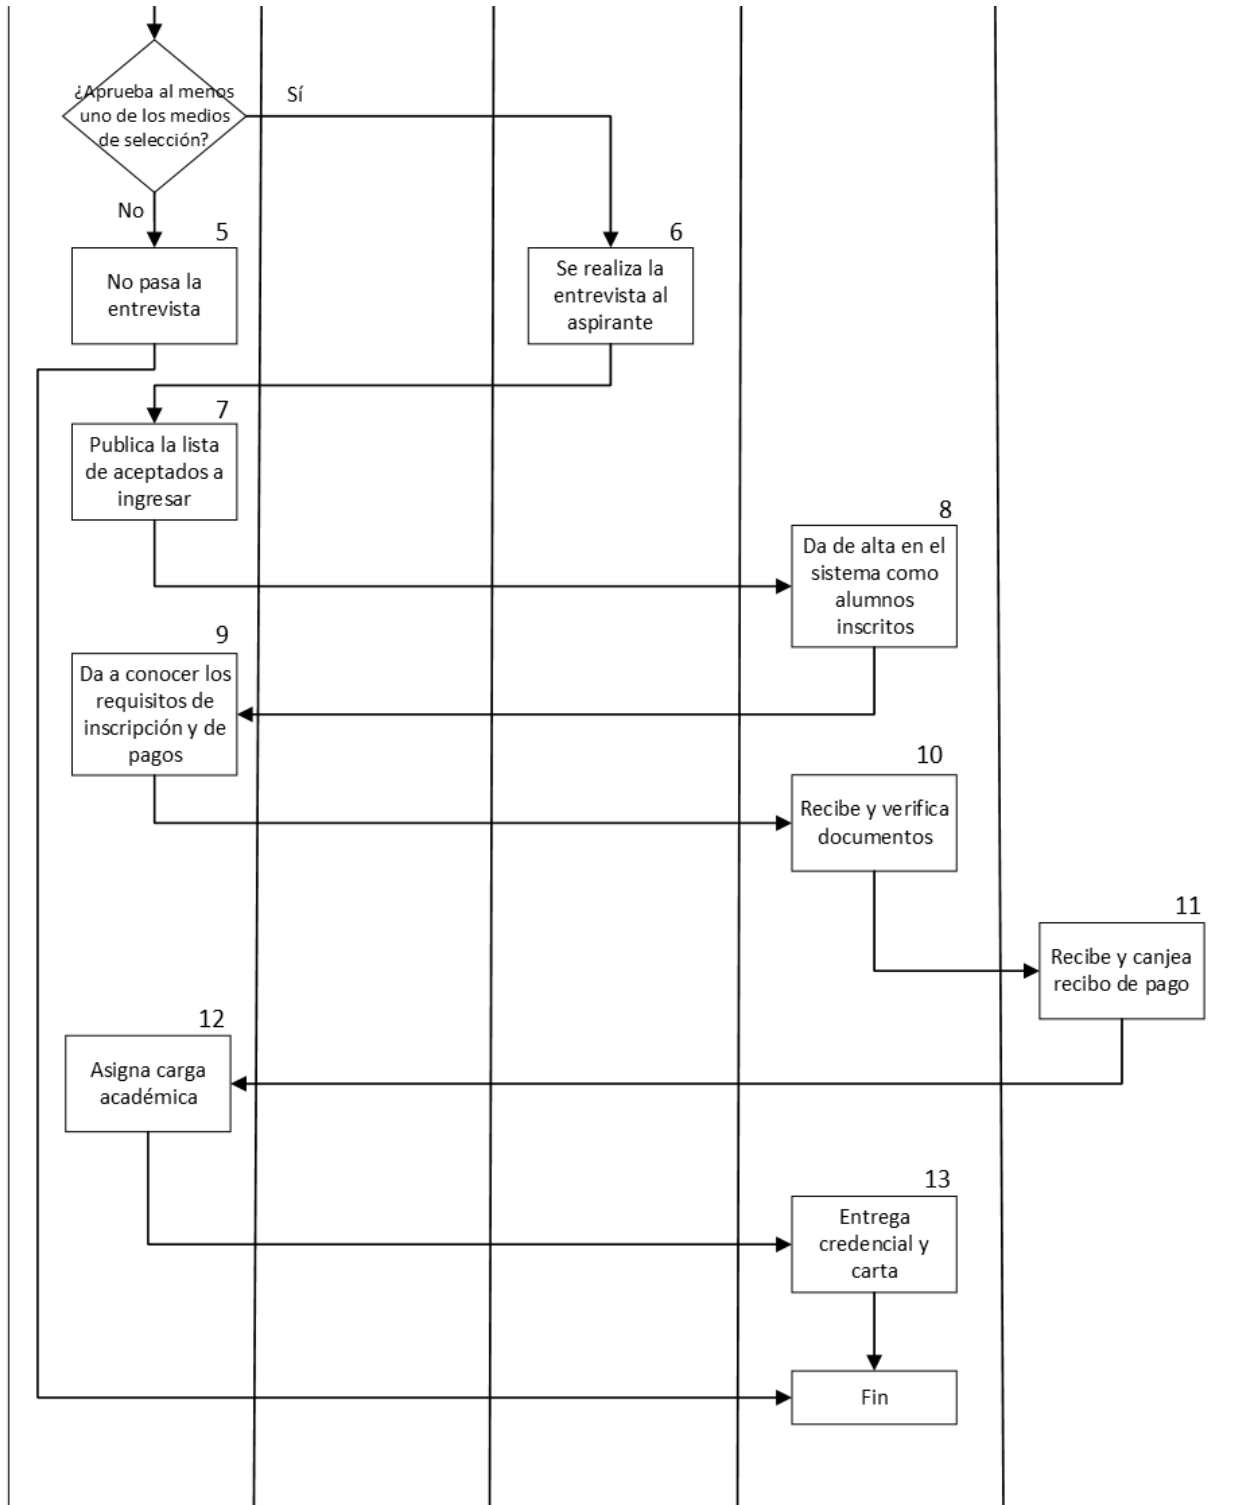 ¿Aprueba al menos
uno de los medios
de selección?
Sí
No
5
No pasa la
entrevista
6
Se realiza la
entrevista al
aspirante
7
Publica la lista
de aceptados a
ingresar
8
Da de alta en el
sistema como
alumnos
inscritos
9
Da a conocer los
requisitos de
inscripción y de
pagos
10
Recibe y verifica
documentos
11
Recibe y canjea
recibo de pago
12
Asigna carga
académica
13
Entrega
credencial y
carta
Fin